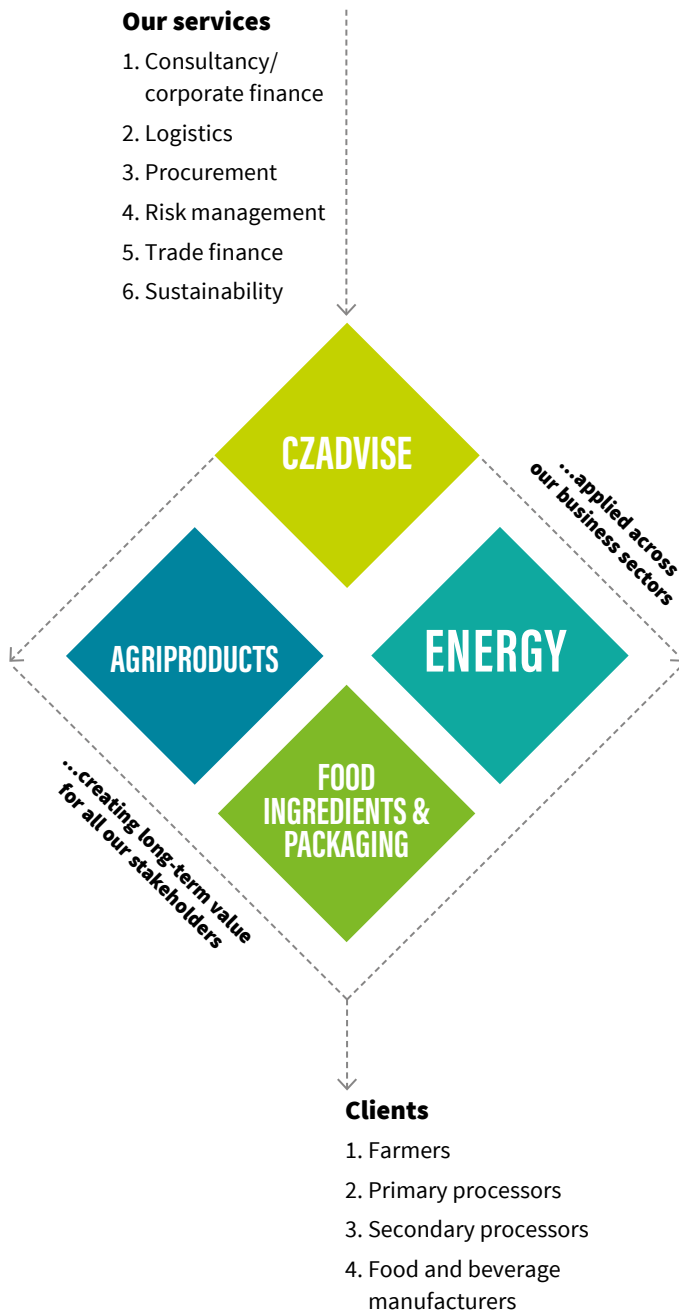 Our services
1. Consultancy/
corporate finance
2. Logistics
3. Procurement
4. Risk management
5. Trade finance
6. Sustainability
CZADVISE
...applied across
our business sectors
AGRIPRODUCTS
ENERGY
FOOD
INGREDIENTS &
PACKAGING
...creating long-term value
for all our stakeholders
Clients
1. Farmers
2. Primary processors
3. Secondary processors
4. Food and beverage
manufacturers